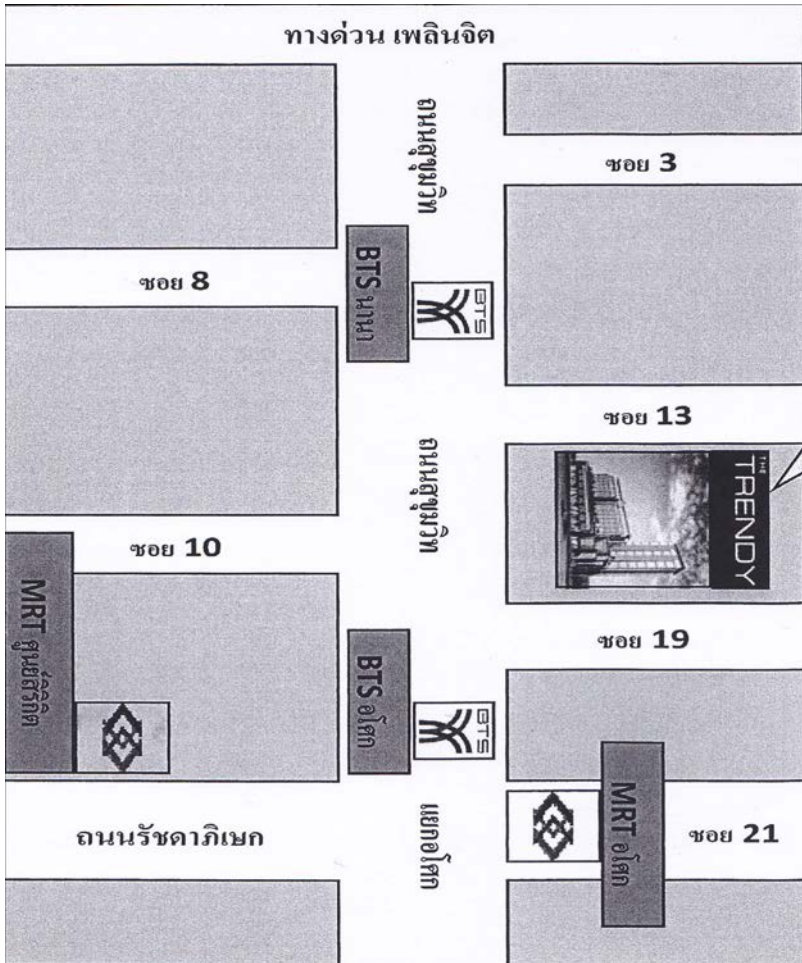 ทางด่วน เพลินจิต
ถนนสุขุมวิท
ซอย 3
BTS นานา
BTS
ซอย 8
ซอย 13
ถนนสุขุมวิท
THE
TRENDY
ซอย 10
MRT ศูนย์สิริกิต
BTS อโศก
BTS
ซอย 19
MRT อโศก
ซอย 21
ถนนรัชดาภิเษก
แยกอโศก